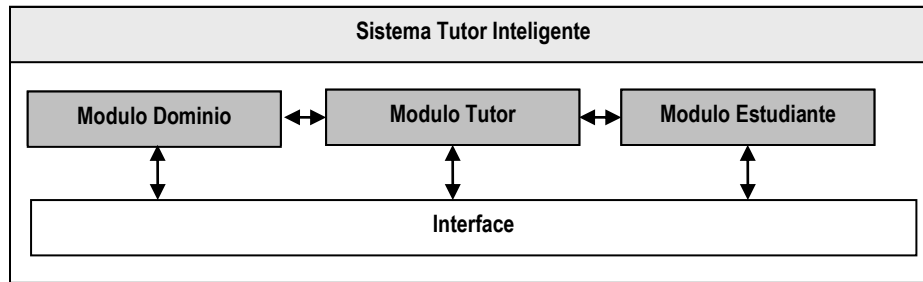 Sistema Tutor Inteligente
Modulo Dominio
Modulo Tutor
Modulo Estudiante
Interface